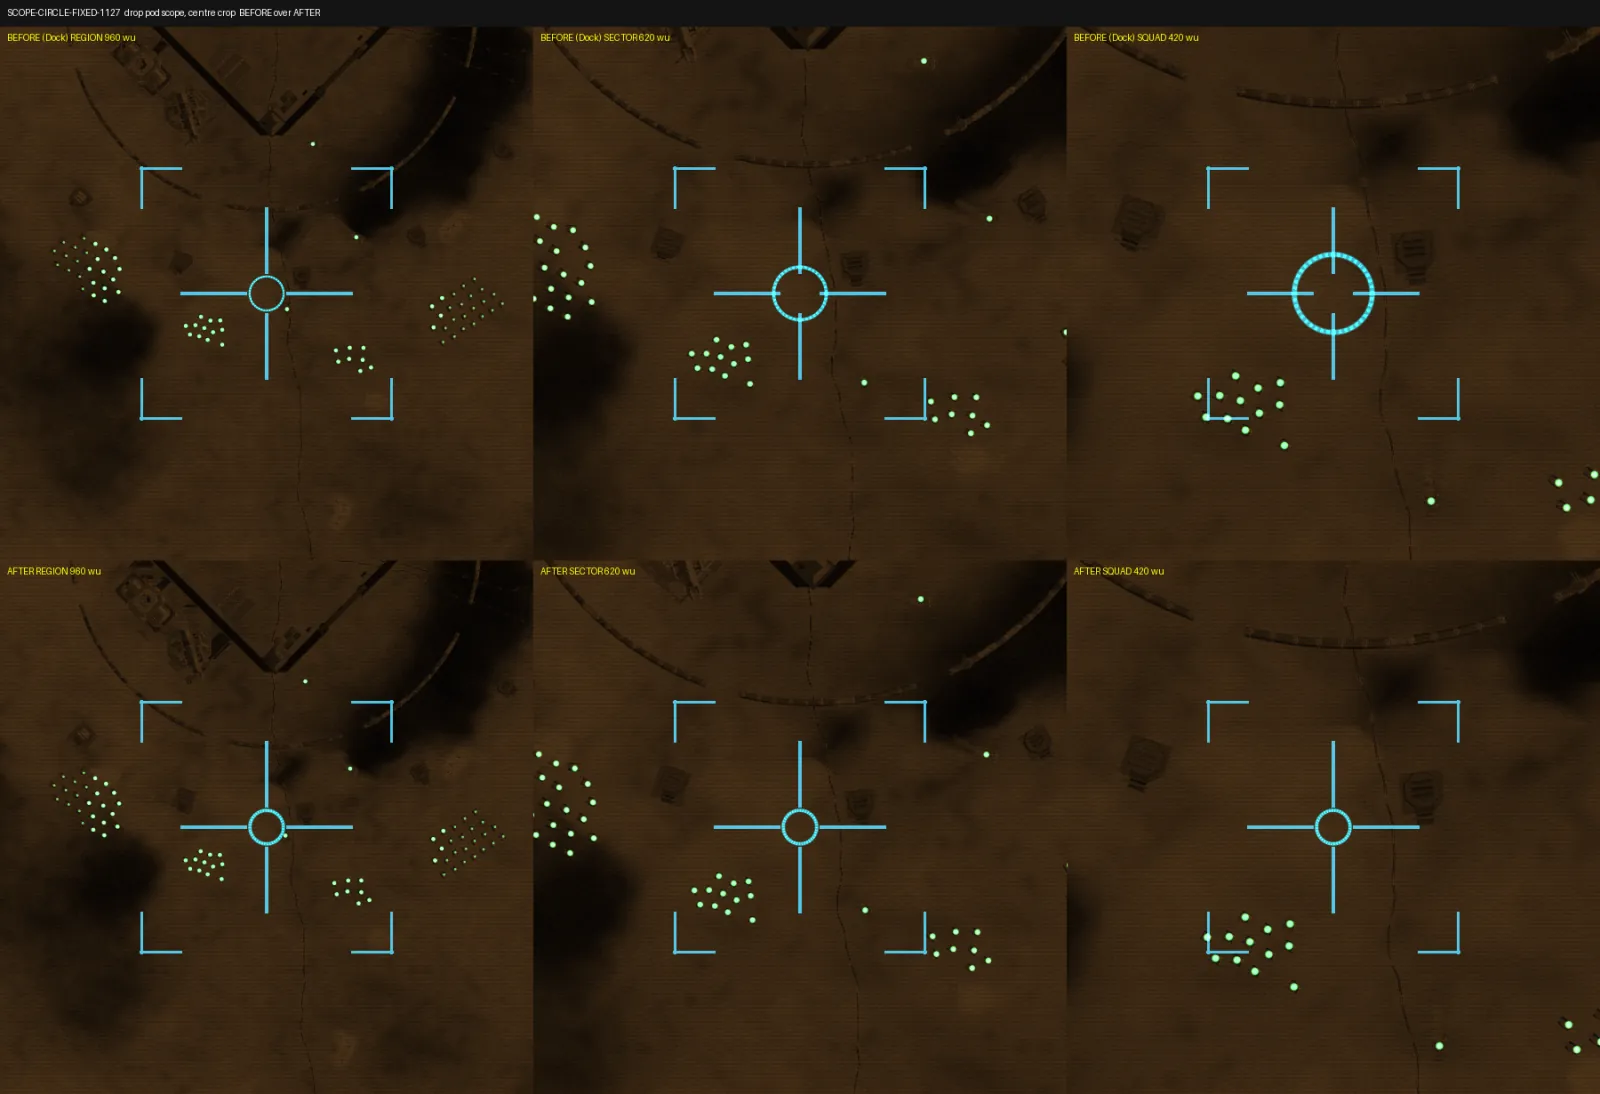 SCOPE-CIRCLE-FIXED-1127 drop pod scope, centre crop BEFORE over AFTER
BEFORE (Dock) REGION 960 wu
BEFORE (Dock) SECTOR 620 wu
BEFORE (Dock) SQUAD 420 wu
AFTER REGION 960 wu
AFTER SECTOR 620 wu
AFTER SQUAD 420 wu